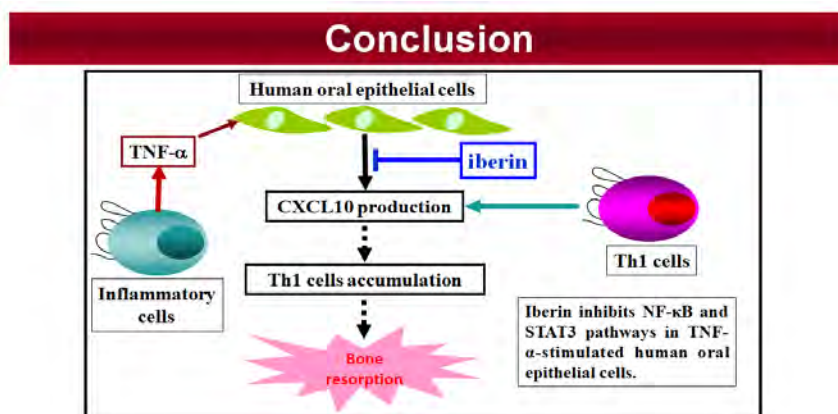 Conclusion
Human oral epithelial cells
TNF-α
iberin
CXCL10 production
Th1 cells
Inflammatory
cells
Th1 cells accumulation
Iberin inhibits NF-κB and
STAT3 pathways in TNF-
α-stimulated human oral
epithelial cells.
Bone
resorption